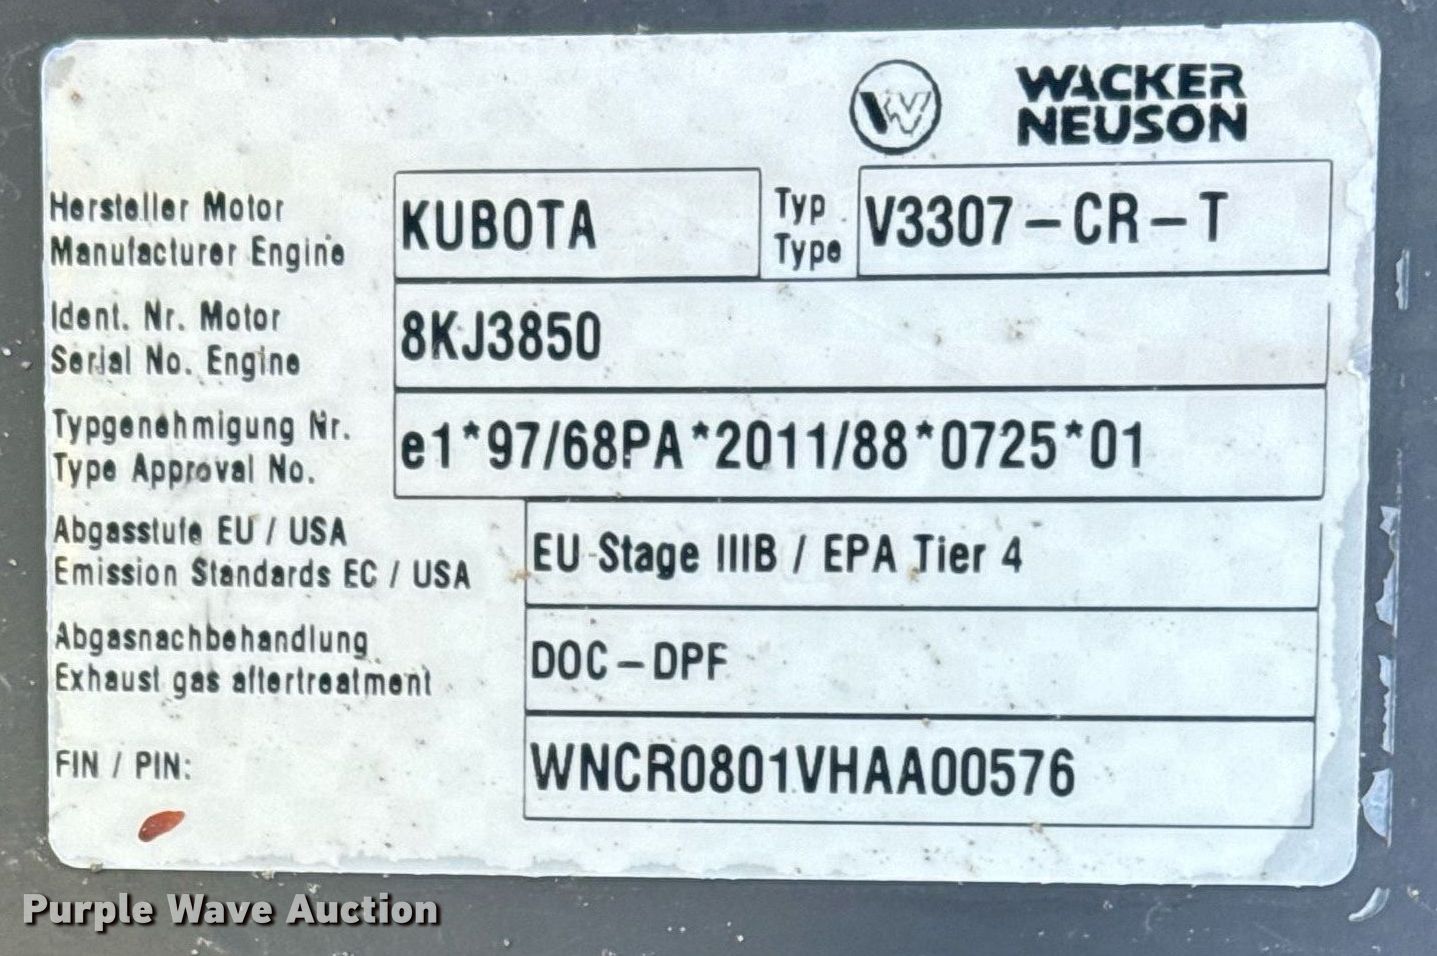 WACKER
NEUSON
Hersteller Motor
Manufacturer Engine
KUBOTA
Typ
Type
V3307-CR-T
Ident. Nr. Motor
Serial No. Engine
8KJ3850
Typgenehmigung Nr.
Type Approval No.
e1*97/68PA*2011/88*0725*01
Abgasstufe EU / USA
Emission Standards EC / USA
EU Stage IIIB / EPA Tier 4
Abgasnachbehandlung
Exhaust gas aftertreatment
DOC-DPF
FIN / PIN:
WNCR0801VHAA00576
Purple Wave Auction